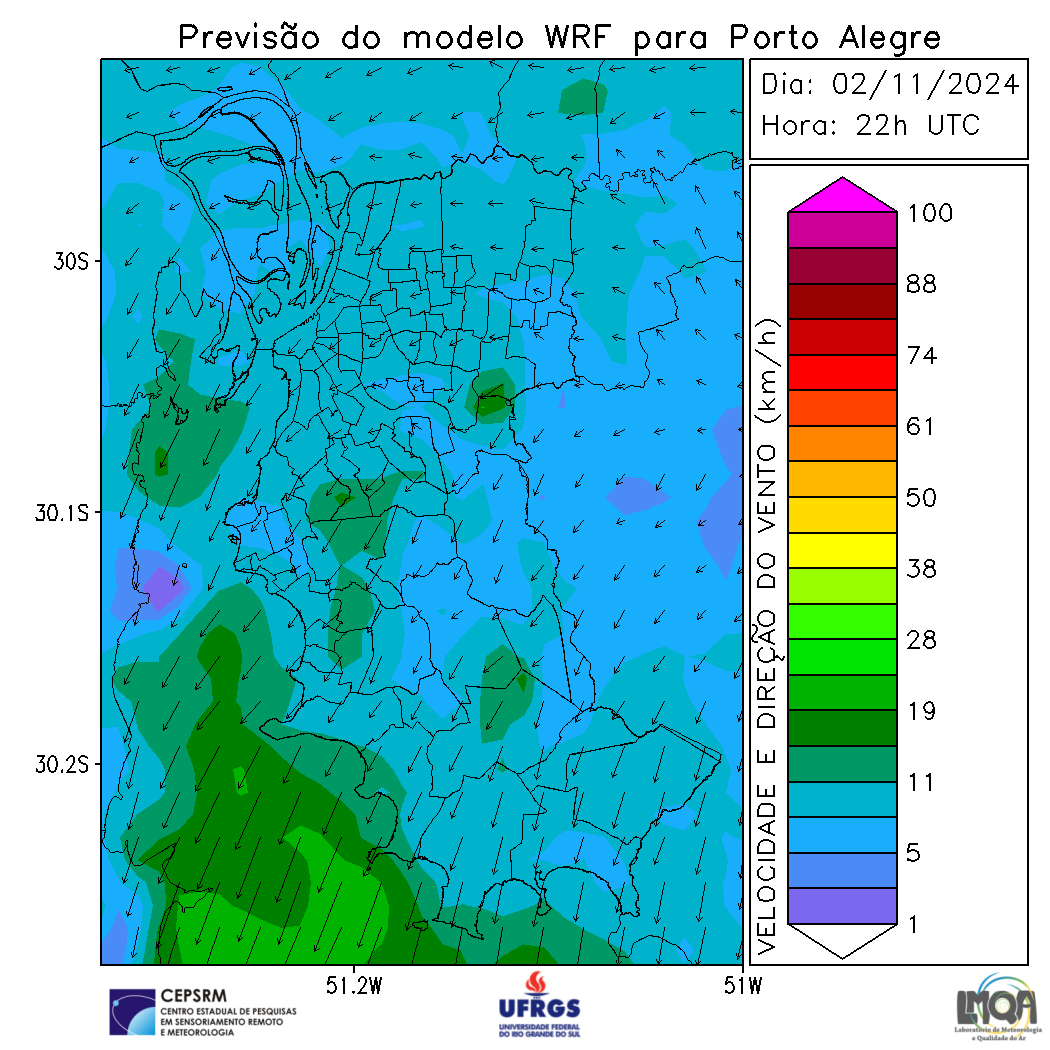 Previsão do modelo WRF para Porto Alegre
Dia: 02/11/2024
Hora: 22h UTC
30S
30.1S
30.2S
51.2W
51W
VELOCIDADE E DIREÇÃO DO VENTO (km/h)
100
88
74
61
50
38
28
19
11
5
1
CEPSRM
CENTRO ESTADUAL DE PESQUISAS
EM SENSORIAMENTO REMOTO
E METEOROLOGIA
UFRGS
UNIVERSIDADE FEDERAL
DO RIO GRANDE DO SUL
LMQA
Laboratório de Meteorologia
e Qualidade do Ar